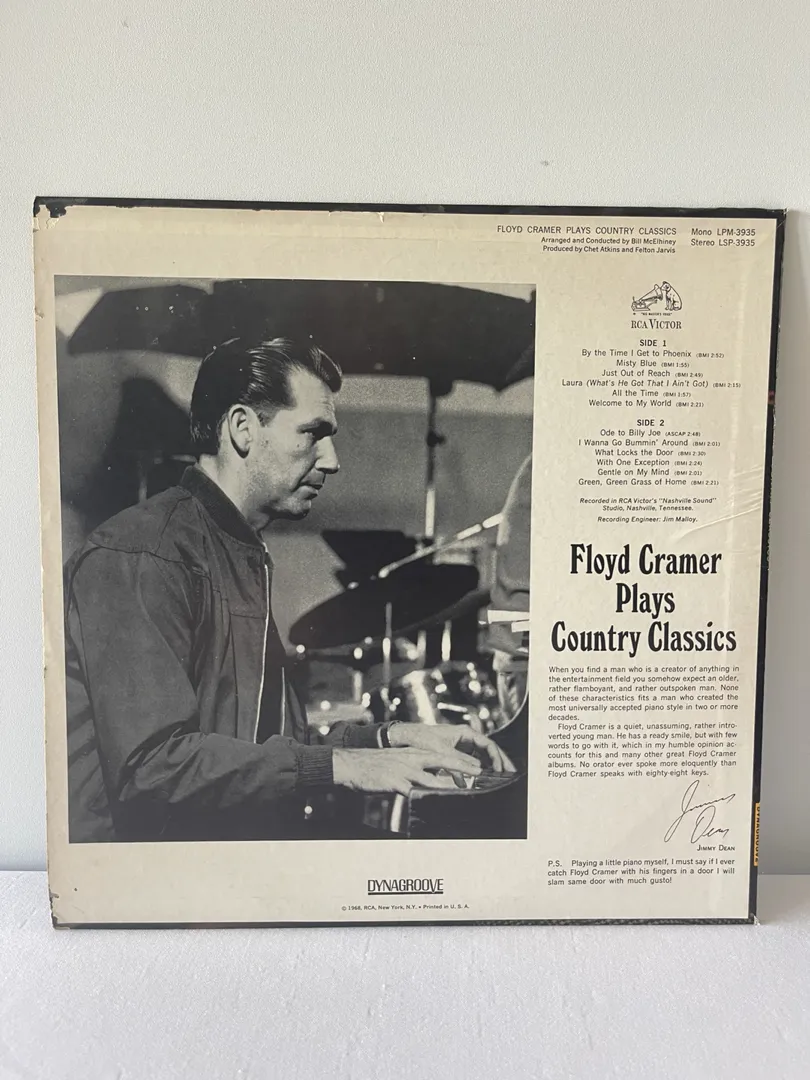 FLOYD CRAMER PLAYS COUNTRY CLASSICS Mono LPM-3935
Arranged and Conducted by Bill McElhiney Stereo LSP-3935
Produced by Chet Atkins and Felton Jarvis
"HIS MASTER'S VOICE"
RCA VICTOR
SIDE 1
By the Time I Get to Phoenix (BMI 2:52)
Misty Blue (BMI 1:55)
Just Out of Reach (BMI 2:49)
Laura (What's He Got That I Ain't Got) (BMI 2:15)
All the Time (BMI 1:57)
Welcome to My World (BMI 2:21)
SIDE 2
Ode to Billy Joe (ASCAP 2:48)
I Wanna Go Bummin' Around (BMI 2:01)
What Locks the Door (BMI 2:30)
With One Exception (BMI 2:24)
Gentle on My Mind (BMI 2:01)
Green, Green Grass of Home (BMI 2:21)
Recorded in RCA Victor's "Nashville Sound"
Studio, Nashville, Tennessee.
Recording Engineer: Jim Malloy.
Floyd Cramer
Plays
Country Classics
When you find a man who is a creator of anything in
the entertainment field you somehow expect an older,
rather flamboyant, and rather outspoken man. None
of these characteristics fits a man who created the
most universally accepted piano style in two or more
decades.
Floyd Cramer is a quiet, unassuming, rather intro-
verted young man. He has a ready smile, but with few
words to go with it, which in my humble opinion ac-
counts for this and many other great Floyd Cramer
albums. No orator ever spoke more eloquently than
Floyd Cramer speaks with eighty-eight keys.
Jimmy
Dean
JIMMY DEAN
P.S. Playing a little piano myself, I must say if I ever
catch Floyd Cramer with his fingers in a door I will
slam same door with much gusto!
DYNAGROOVE
© 1968, RCA, New York, N.Y. • Printed in U. S. A.
DYNAGROOVE